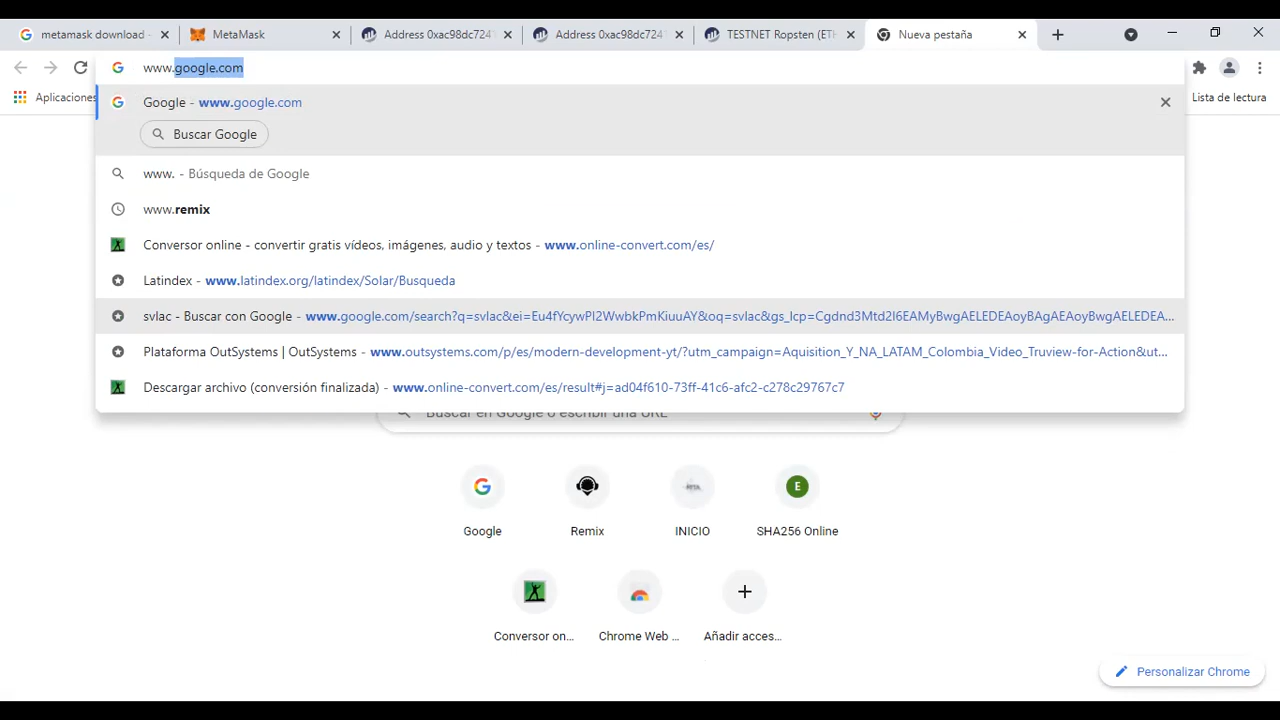 metamask download -
MetaMask
Address 0xac98dc7241
Address 0xac98dc7241
TESTNET Ropsten (ETH
Nueva pestaña
www.google.com
Aplicaciones
Lista de lectura
Google - www.google.com
Buscar Google
www. - Búsqueda de Google
www.remix
Conversor online - convertir gratis vídeos, imágenes, audio y textos - www.online-convert.com/es/
Latindex - www.latindex.org/latindex/Solar/Busqueda
svlac - Buscar con Google - www.google.com/search?q=svlac&ei=Eu4fYcywPI2WwbkPmKiuuAY&oq=svlac&gs_lcp=Cgdnd3Mtd2l6EAMyBwgAELEDEAoyBAgAEAoyBwgAELEDEA...
Plataforma OutSystems | OutSystems - www.outsystems.com/p/es/modern-development-yt/?utm_campaign=Aquisition_Y_NA_LATAM_Colombia_Video_Truview-for-Action&ut...
Descargar archivo (conversión finalizada) - www.online-convert.com/es/result#j=ad04f610-73ff-41c6-afc2-c278c29767c7
Buscar en Google o escribir una URL
Google
Remix
INICIO
E
SHA256 Online
Conversor on...
Chrome Web ...
Añadir acces...
Personalizar Chrome